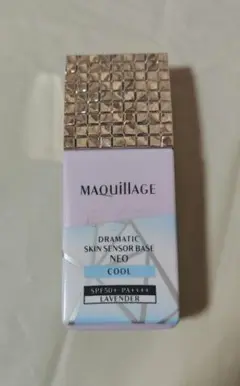 MAQuillAGE
DRAMATIC
SKIN SENSOR BASE
NEO
COOL
SPF50+ PA++++
LAVENDER